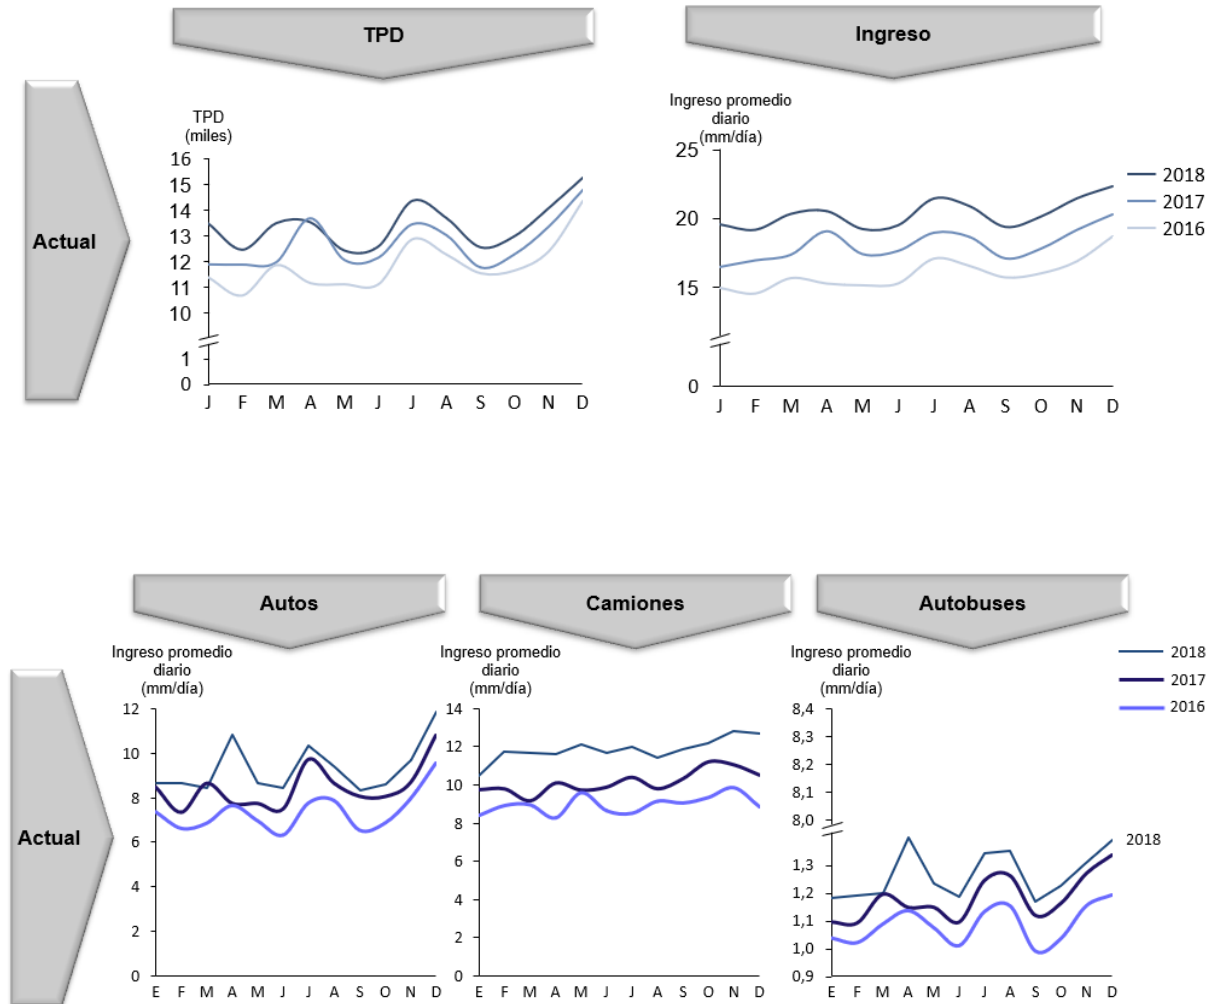 TPD
Ingreso
Actual
TPD
(miles)
16
15
14
13
12
11
10
1
0
J F M A M J J A S O N D
Ingreso promedio
diario
(mm/día)
25
20
15
0
J F M A M J J A S O N D
2018
2017
2016
Autos
Camiones
Autobuses
Actual
Ingreso promedio
diario
(mm/día)
12
10
8
6
4
2
0
E F M A M J J A S O N D
Ingreso promedio
diario
(mm/día)
14
12
10
8
6
4
2
0
E F M A M J J A S O N D
Ingreso promedio
diario
(mm/día)
8,4
8,3
8,2
8,1
8,0
1,3
1,2
1,1
1,0
0,9
E F M A M J J A S O N D
2018
2017
2016
2018